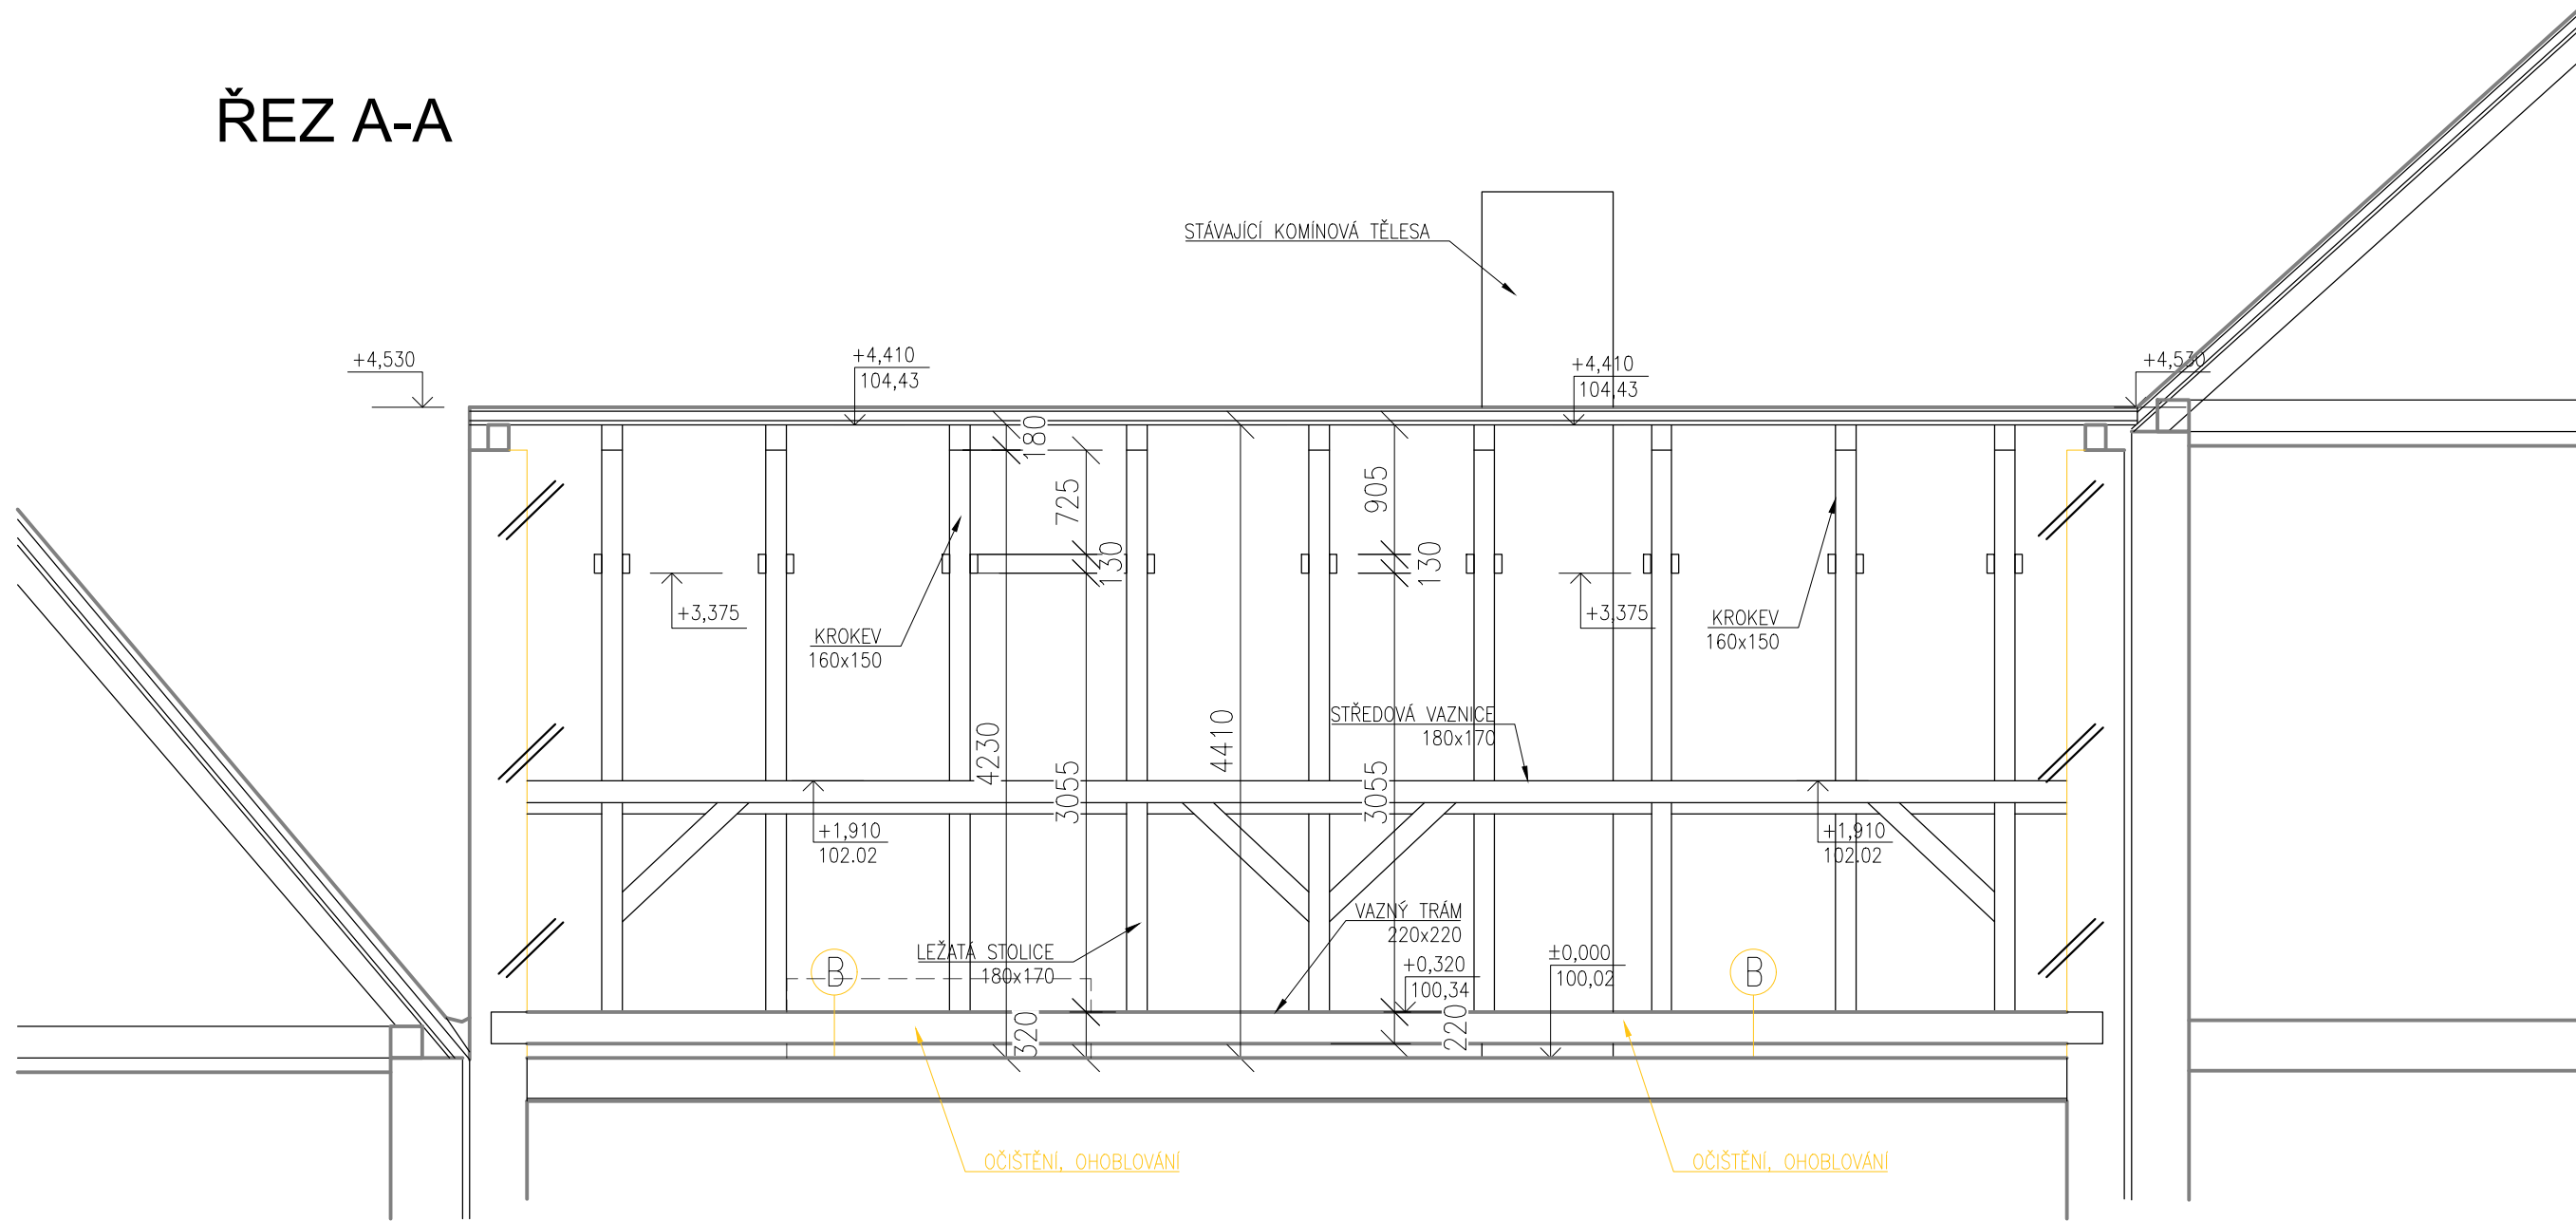 ŘEZ A-A
STÁVAJÍCÍ KOMÍNOVÁ TĚLESA
+4,530
+4,410
104,43
+4,410
104,43
+4,530
180
725
130
905
130
+3,375
+3,375
KROKEV
160x150
KROKEV
160x150
STŘEDOVÁ VAZNICE
180x170
4230
4410
3055
3055
+1,910
102.02
+1,910
102.02
VAZNÝ TRÁM
220x220
LEŽATÁ STOLICE
180x170
B
+0,320
100,34
±0,000
100,02
B
320
220
OČIŠTĚNÍ, OHOBLOVÁNÍ
OČIŠTĚNÍ, OHOBLOVÁNÍ